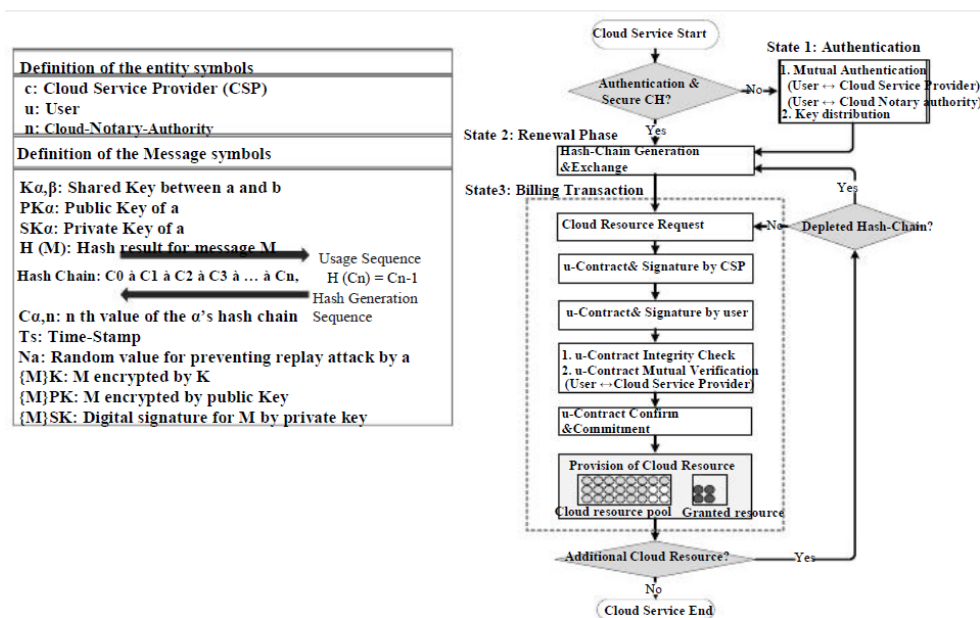 Definition of the entity symbols
c: Cloud Service Provider (CSP)
u: User
n: Cloud-Notary-Authority
Definition of the Message symbols
Kα,β: Shared Key between a and b
PKα: Public Key of a
SKα: Private Key of a
H (M): Hash result for message M
Usage Sequence
Hash Chain: C0 à C1 à C2 à C3 à … à Cn,
H (Cn) = Cn-1
Hash Generation
Sequence
Cα,n: n th value of the α's hash chain
Ts: Time-Stamp
Na: Random value for preventing replay attack by a
{M}K: M encrypted by K
{M}PK: M encrypted by public Key
{M}SK: Digital signature for M by private key
Cloud Service Start
State 1: Authentication
Authentication &
Secure CH?
No
1. Mutual Authentication
(User ↔ Cloud Service Provider)
(User ↔ Cloud Notary authority)
2. Key distribution
Yes
State 2: Renewal Phase
Hash-Chain Generation
&Exchange
Yes
State3: Billing Transaction
Cloud Resource Request
No
Depleted Hash-Chain?
u-Contract& Signature by CSP
u-Contract& Signature by user
1. u-Contract Integrity Check
2. u-Contract Mutual Verification
(User ↔Cloud Service Provider)
u-Contract Confirm
&Commitment
Provision of Cloud Resource
Cloud resource pool
Granted resource
Additional Cloud Resource?
Yes
No
Cloud Service End